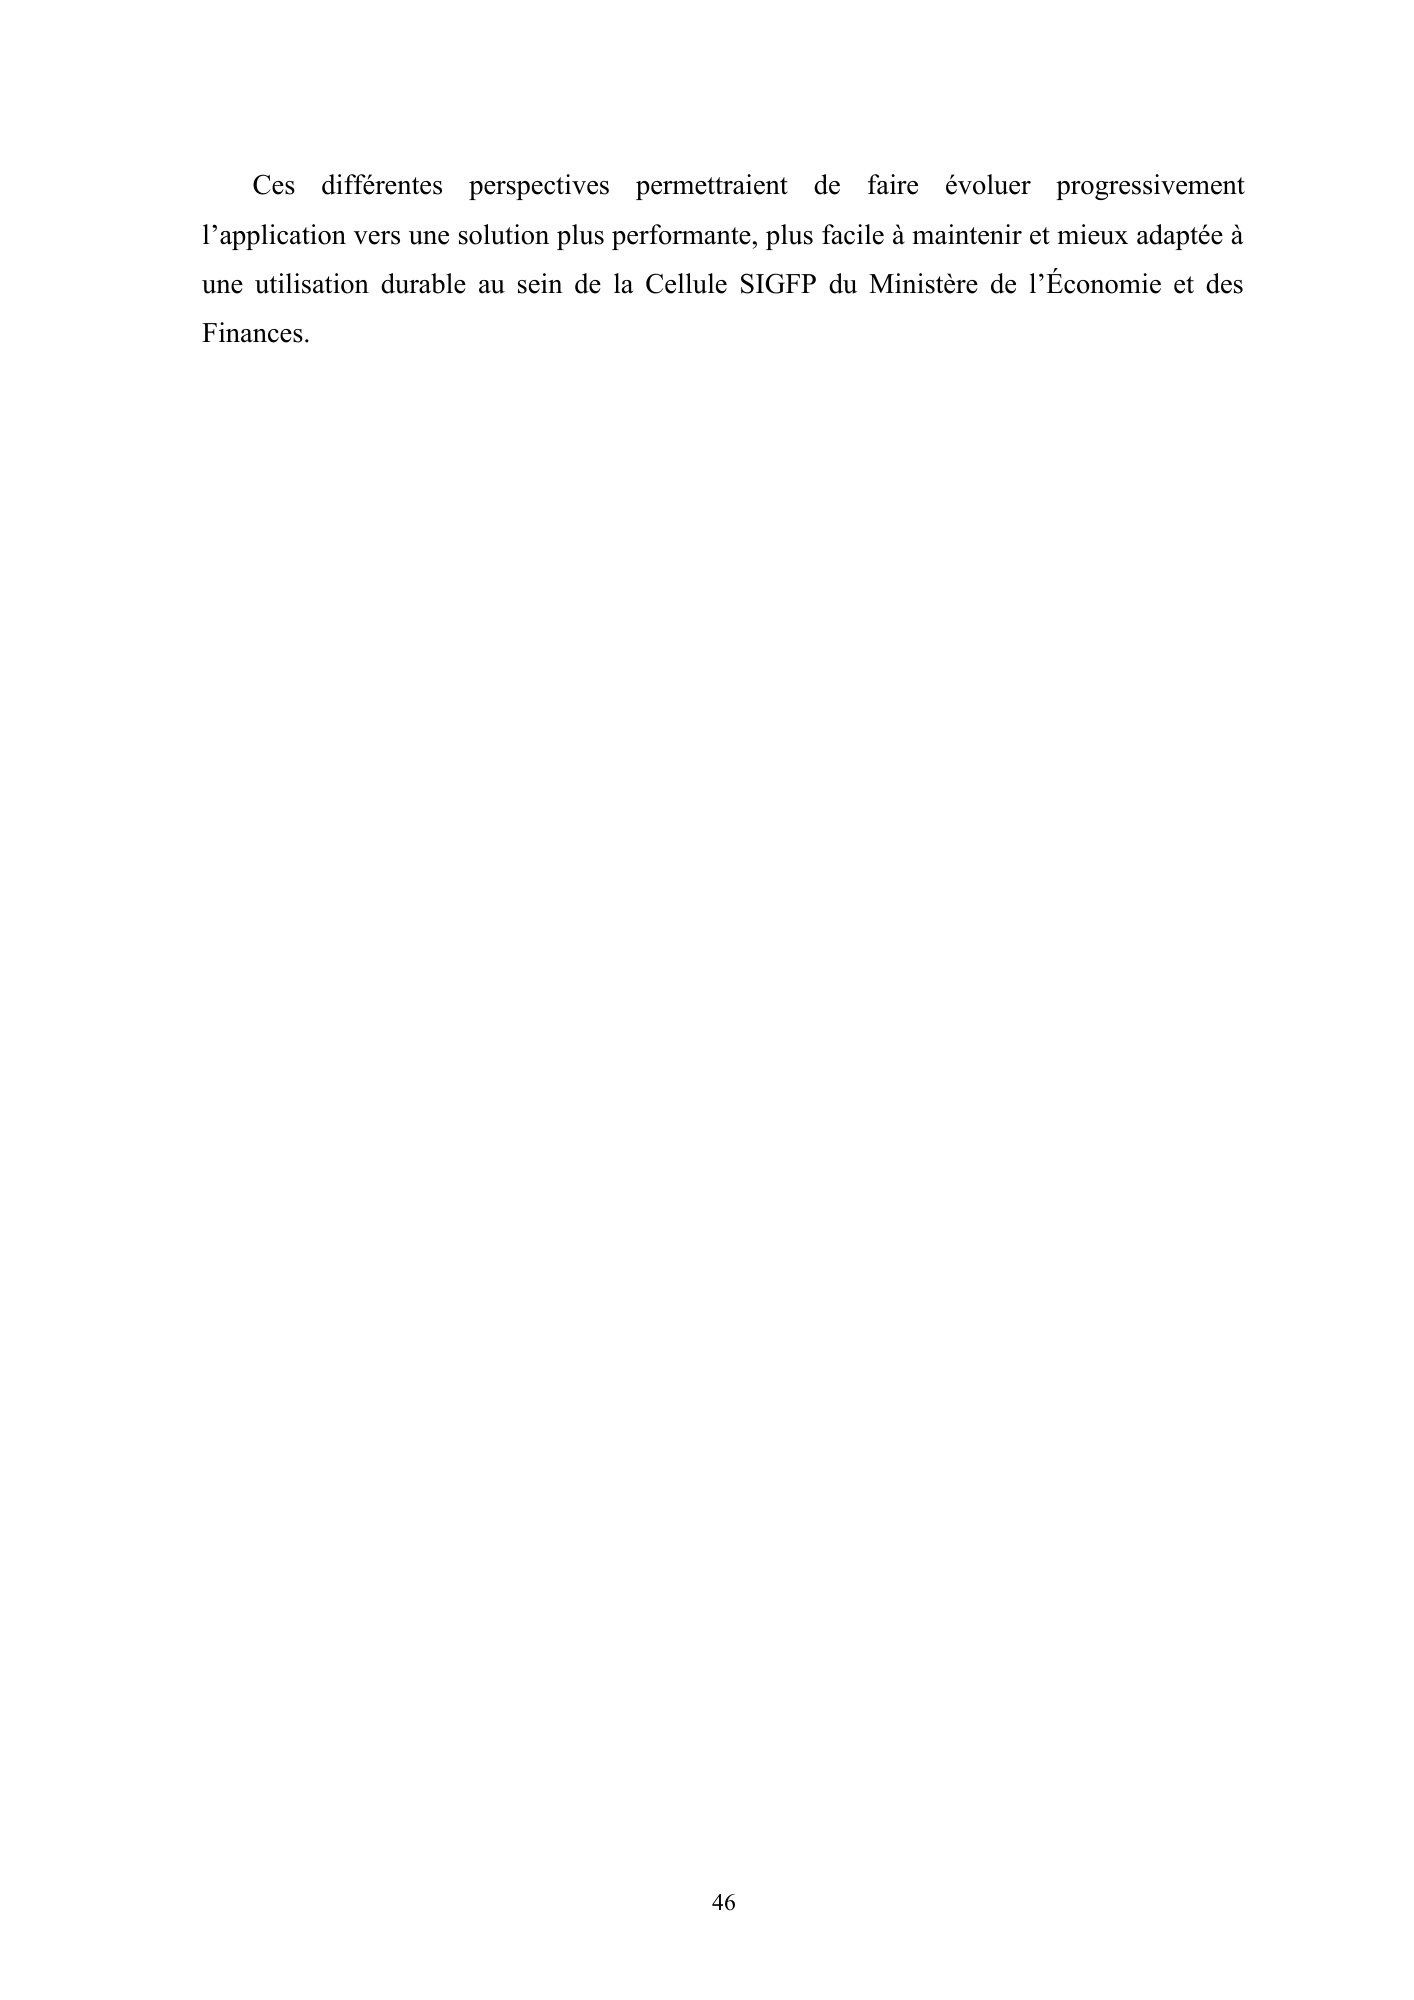 Ces différentes perspectives permettraient de faire évoluer progressivement
l’application vers une solution plus performante, plus facile à maintenir et mieux adaptée à
une utilisation durable au sein de la Cellule SIGFP du Ministère de l’Économie et des
Finances.
46